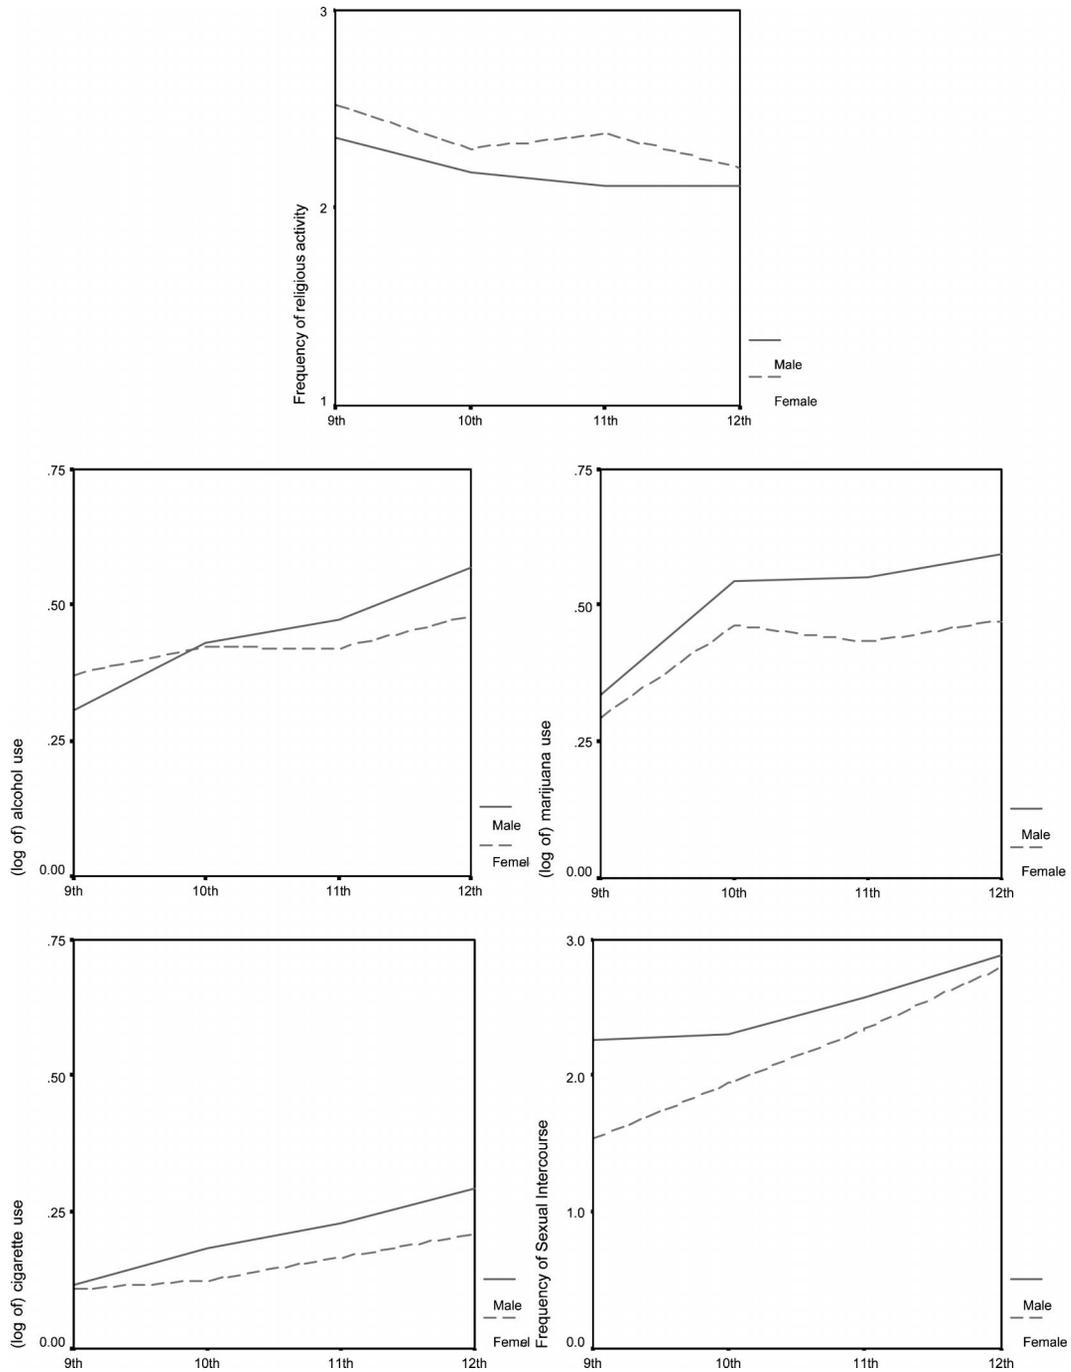 3
2
1
Frequency of religious activity
9th 10th 11th 12th
Male
Female
.75
.50
.25
0.00
(log of) alcohol use
9th 10th 11th 12th
Male
Femel
.75
.50
.25
0.00
(log of) marijuana use
9th 10th 11th 12th
Male
Female
.75
.50
.25
0.00
(log of) cigarette use
9th 10th 11th 12th
Male
Femel
3.0
2.0
1.0
0.0
Frequency of Sexual Intercourse
9th 10th 11th 12th
Male
Female